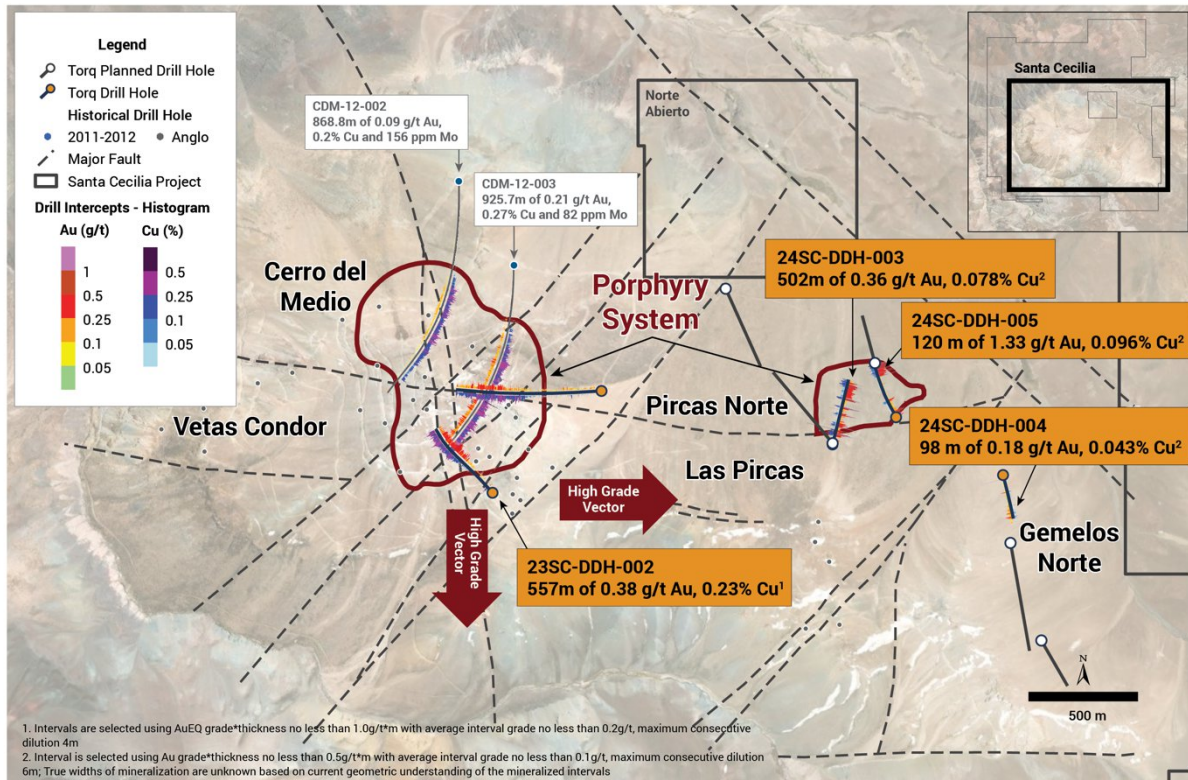 Legend
Torq Planned Drill Hole
Torq Drill Hole
Historical Drill Hole
2011-2012 Anglo
Major Fault
Santa Cecilia Project
Drill Intercepts - Histogram
Au (g/t) Cu (%)
1
0.5
0.25
0.1
0.05
0.5
0.25
0.1
0.05
CDM-12-002
868.8m of 0.09 g/t Au,
0.2% Cu and 156 ppm Mo
CDM-12-003
925.7m of 0.21 g/t Au,
0.27% Cu and 82 ppm Mo
Norte
Abierto
Santa Cecilia
Cerro del
Medio
Porphyry
System
24SC-DDH-003
502m of 0.36 g/t Au, 0.078% Cu²
24SC-DDH-005
120 m of 1.33 g/t Au, 0.096% Cu²
24SC-DDH-004
98 m of 0.18 g/t Au, 0.043% Cu²
Vetas Condor
Pircas Norte
Las Pircas
High Grade
Vector
High Grade
Vector
Gemelos
Norte
23SC-DDH-002
557m of 0.38 g/t Au, 0.23% Cu¹
N
500 m
1. Intervals are selected using AuEQ grade*thickness no less than 1.0g/t*m with average interval grade no less than 0.2g/t, maximum consecutive
dilution 4m
2. Interval is selected using Au grade*thickness no less than 0.5g/t*m with average interval grade no less than 0.1g/t, maximum consecutive dilution
6m; True widths of mineralization are unknown based on current geometric understanding of the mineralized intervals